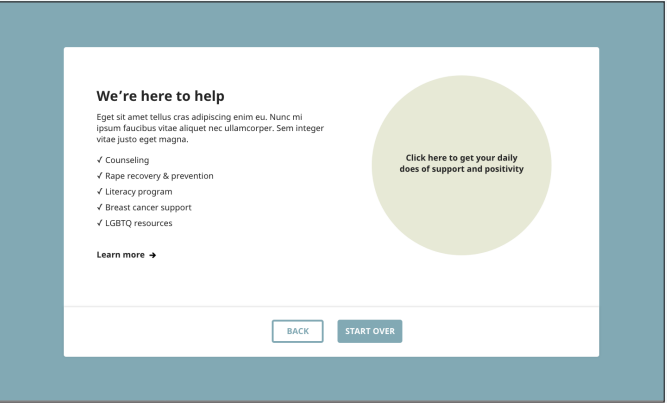 We're here to help
Eget sit amet tellus cras adipiscing enim eu. Nunc mi
ipsum faucibus vitae aliquet nec ullamcorper. Sem integer
vitae justo eget magna.
✓ Counseling
✓ Rape recovery & prevention
✓ Literacy program
✓ Breast cancer support
✓ LGBTQ resources
Learn more →
Click here to get your daily
does of support and positivity
BACK
START OVER